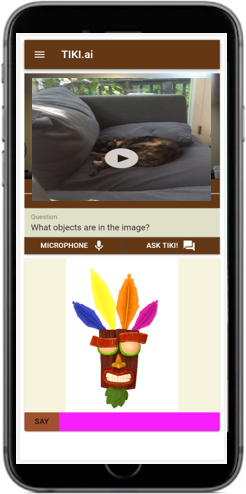 TIKI.ai
Question
What objects are in the image?
MICROPHONE
ASK TIKI!
SAY